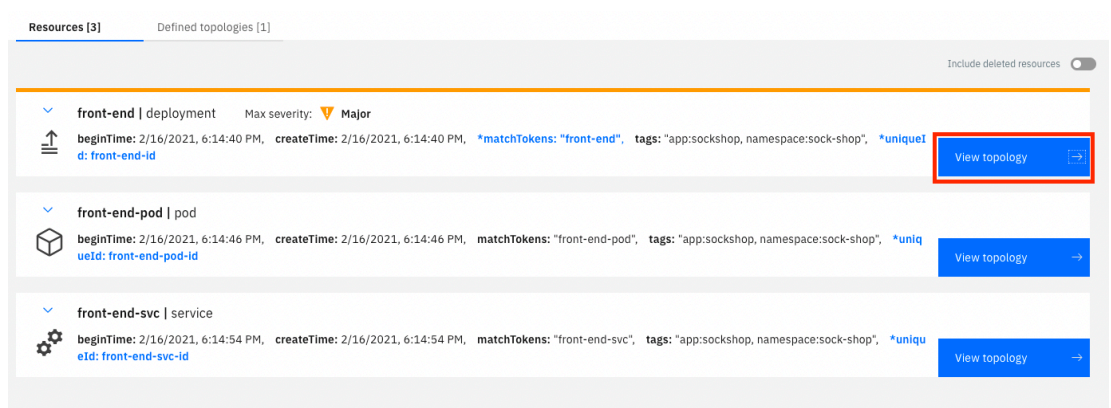 Resources [3] Defined topologies [1]
Include deleted resources
front-end | deployment Max severity: Major
beginTime: 2/16/2021, 6:14:40 PM, createTime: 2/16/2021, 6:14:40 PM, *matchTokens: "front-end", tags: "app:sockshop, namespace:sock-shop", *uniqueI
d: front-end-id
View topology →
front-end-pod | pod
beginTime: 2/16/2021, 6:14:46 PM, createTime: 2/16/2021, 6:14:46 PM, matchTokens: "front-end-pod", tags: "app:sockshop, namespace:sock-shop", *uniq
ueId: front-end-pod-id
View topology →
front-end-svc | service
beginTime: 2/16/2021, 6:14:54 PM, createTime: 2/16/2021, 6:14:54 PM, matchTokens: "front-end-svc", tags: "app:sockshop, namespace:sock-shop", *uniqu
eId: front-end-svc-id
View topology →